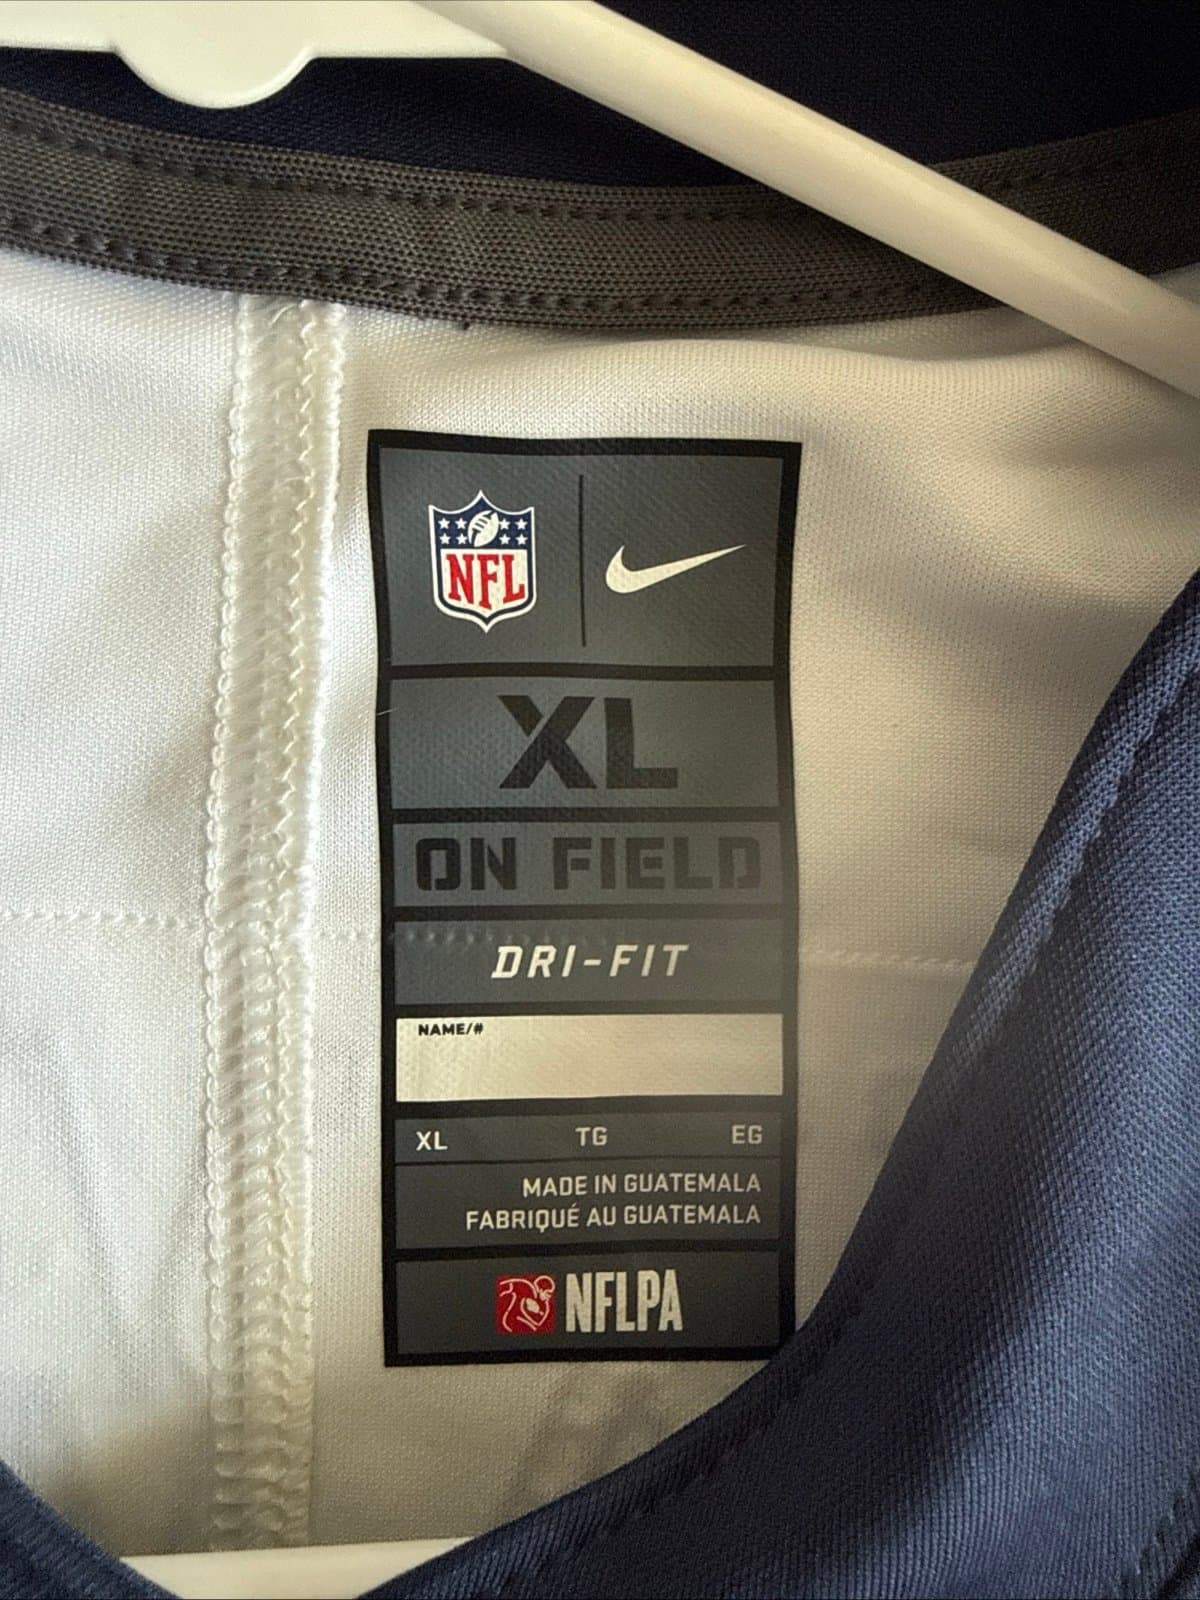 NFL
XL
ON FIELD
DRI-FIT
NAME/#
XL TG EG
MADE IN GUATEMALA
FABRIQUÉ AU GUATEMALA
NFLPA